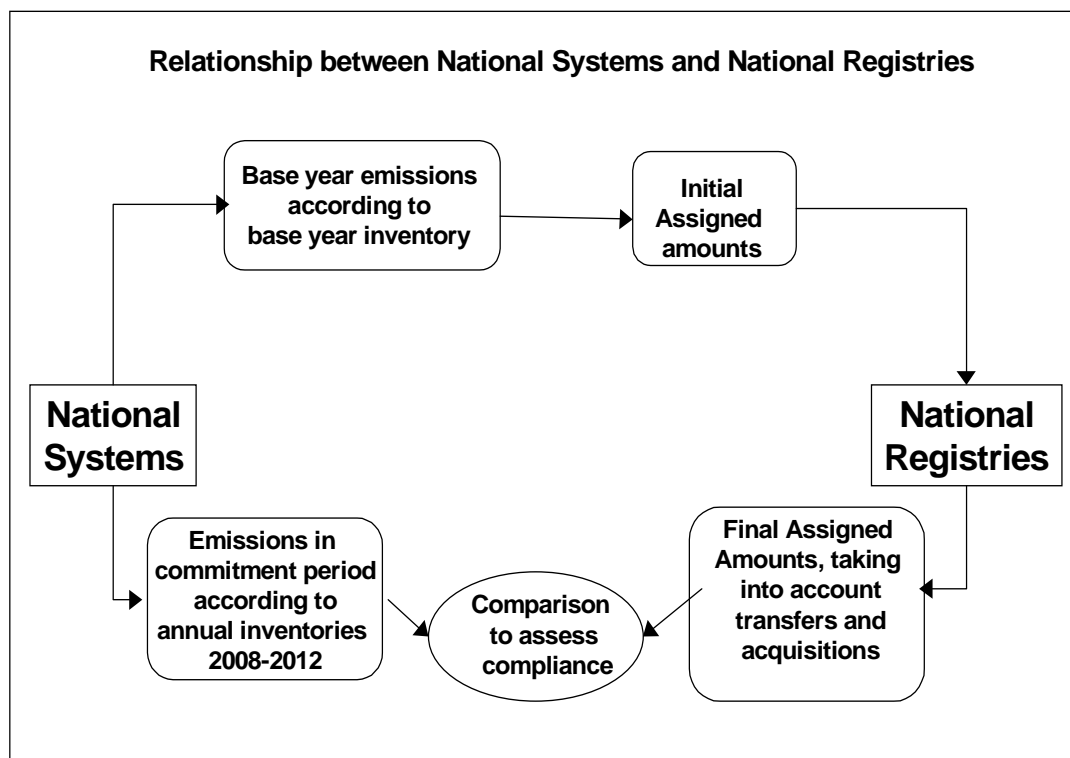 Relationship between National Systems and National Registries
Base year emissions
according to
base year inventory
Initial
Assigned
amounts
National
Systems
National
Registries
Emissions in
commitment period
according to
annual inventories
2008-2012
Comparison
to assess
compliance
Final Assigned
Amounts, taking
into account
transfers and
acquisitions